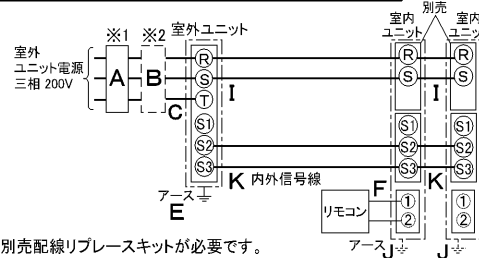 別売
※1 ※2 室外ユニット 室内ユニット 室内ユニ
室外
ユニット電源
三相 200V
A B R R R
S I S I S
C T
S1 S1 S1
S2 S2 S2
S3 K 内外信号線 S3 K S3
アース
E
F
リモコン ① ①
② ②
アース J J
別売配線リプレースキットが必要です。